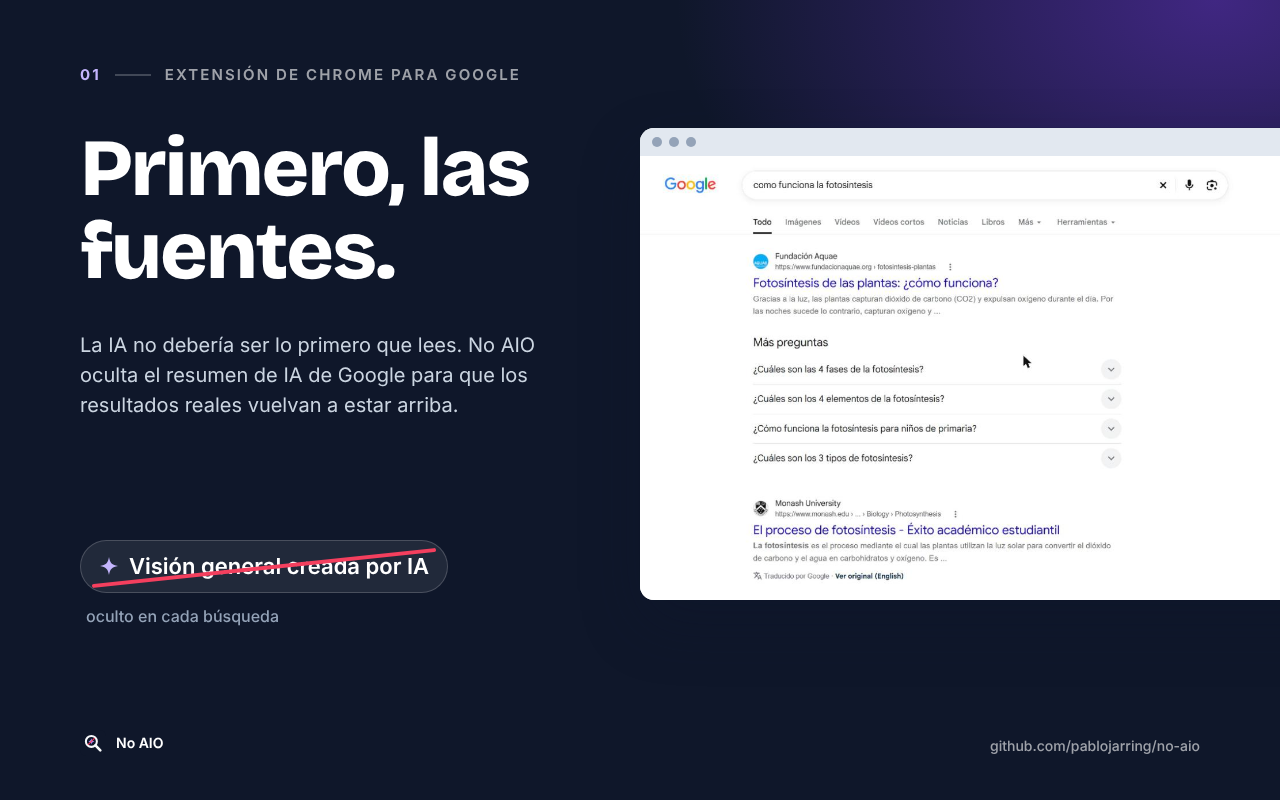 01 EXTENSIÓN DE CHROME PARA GOOGLE
Primero, las
fuentes.
La IA no debería ser lo primero que lees. No AIO
oculta el resumen de IA de Google para que los
resultados reales vuelvan a estar arriba.
Visión general creada por IA
oculto en cada búsqueda
No AIO
Google
como funciona la fotosintesis
Todo Imágenes Vídeos Vídeos cortos Noticias Libros Más Herramientas
AQUAE
Fundación Aquae
https://www.fundacionaquae.org › fotosintesis-plantas
Fotosíntesis de las plantas: ¿cómo funciona?
Gracias a la luz, las plantas capturan dióxido de carbono (CO2) y expulsan oxígeno durante el día. Por
las noches sucede lo contrario, capturan oxígeno y ...
Más preguntas
¿Cuáles son las 4 fases de la fotosíntesis?
¿Cuáles son los 4 elementos de la fotosíntesis?
¿Cómo funciona la fotosíntesis para niños de primaria?
¿Cuáles son los 3 tipos de fotosíntesis?
Monash University
https://www.monash.edu › ... › Biology › Photosynthesis
El proceso de fotosíntesis - Éxito académico estudiantil
La fotosíntesis es el proceso mediante el cual las plantas utilizan la luz solar para convertir el dióxido
de carbono y el agua en carbohidratos y oxígeno. Es ...
Traducido por Google · Ver original (English)
github.com/pablojarring/no-aio